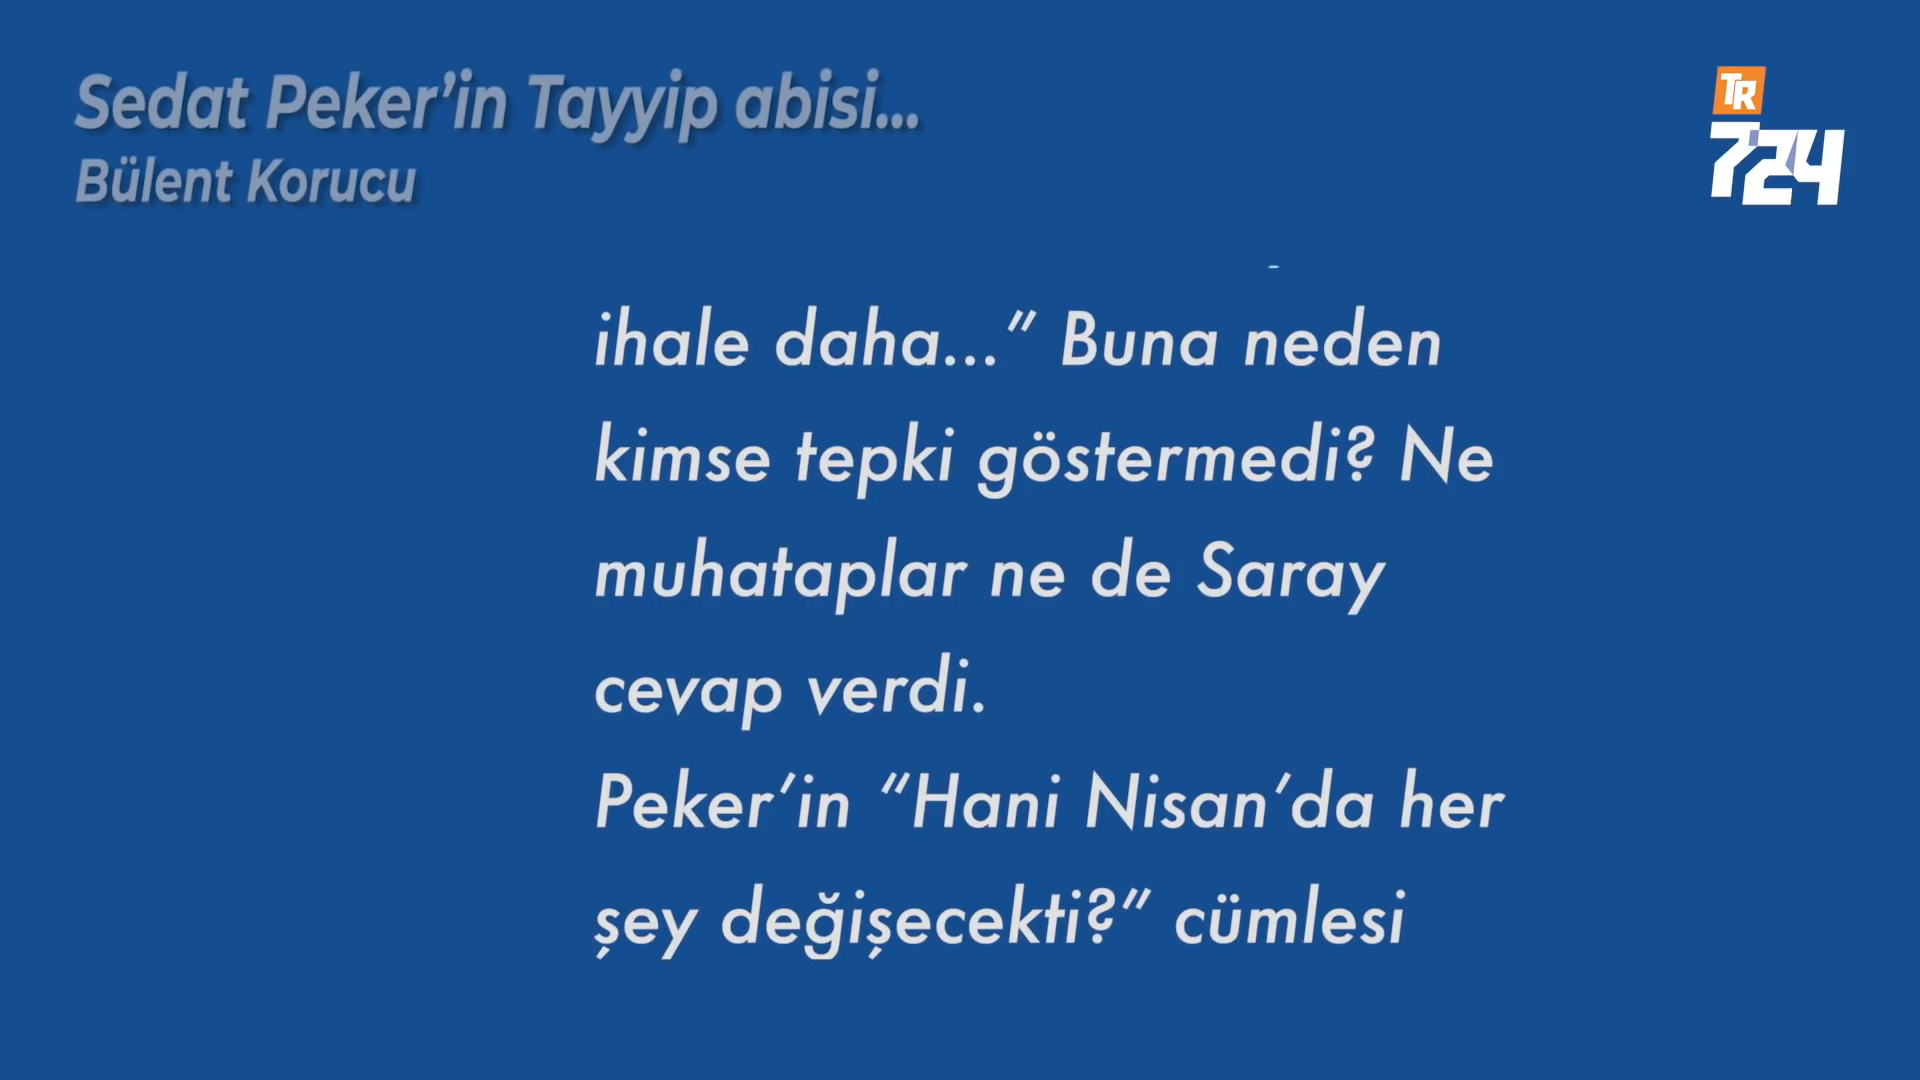 Sedat Peker’in Tayyip abisi...
Bülent Korucu
TR
724
ihale daha...” Buna neden
kimse tepki göstermedi? Ne
muhataplar ne de Saray
cevap verdi.
Peker’in “Hani Nisan’da her
şey değişecekti?” cümlesi